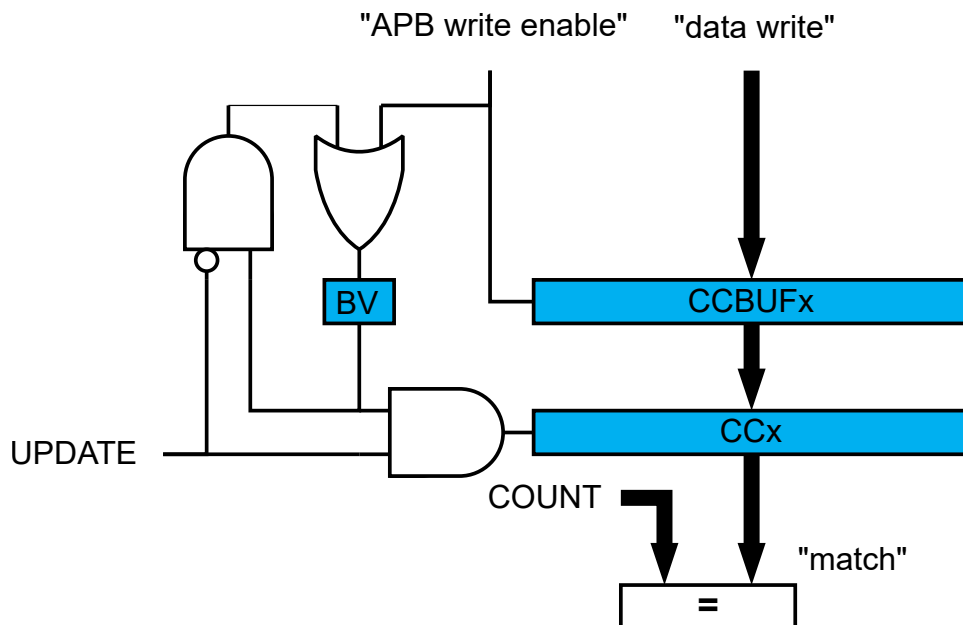 "APB write enable"
"data write"
BV
CCBUFx
UPDATE
CCx
COUNT
"match"
=